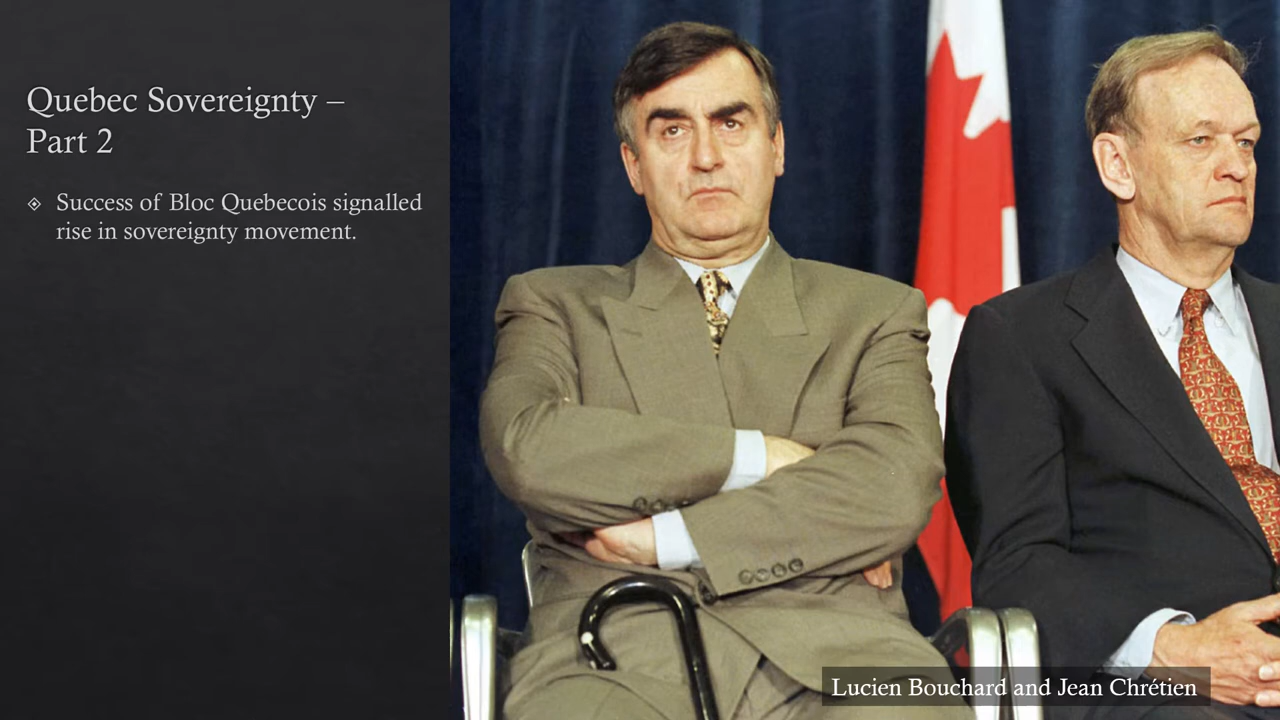 Quebec Sovereignty –
Part 2
Success of Bloc Quebecois signalled
rise in sovereignty movement.
Lucien Bouchard and Jean Chrétien